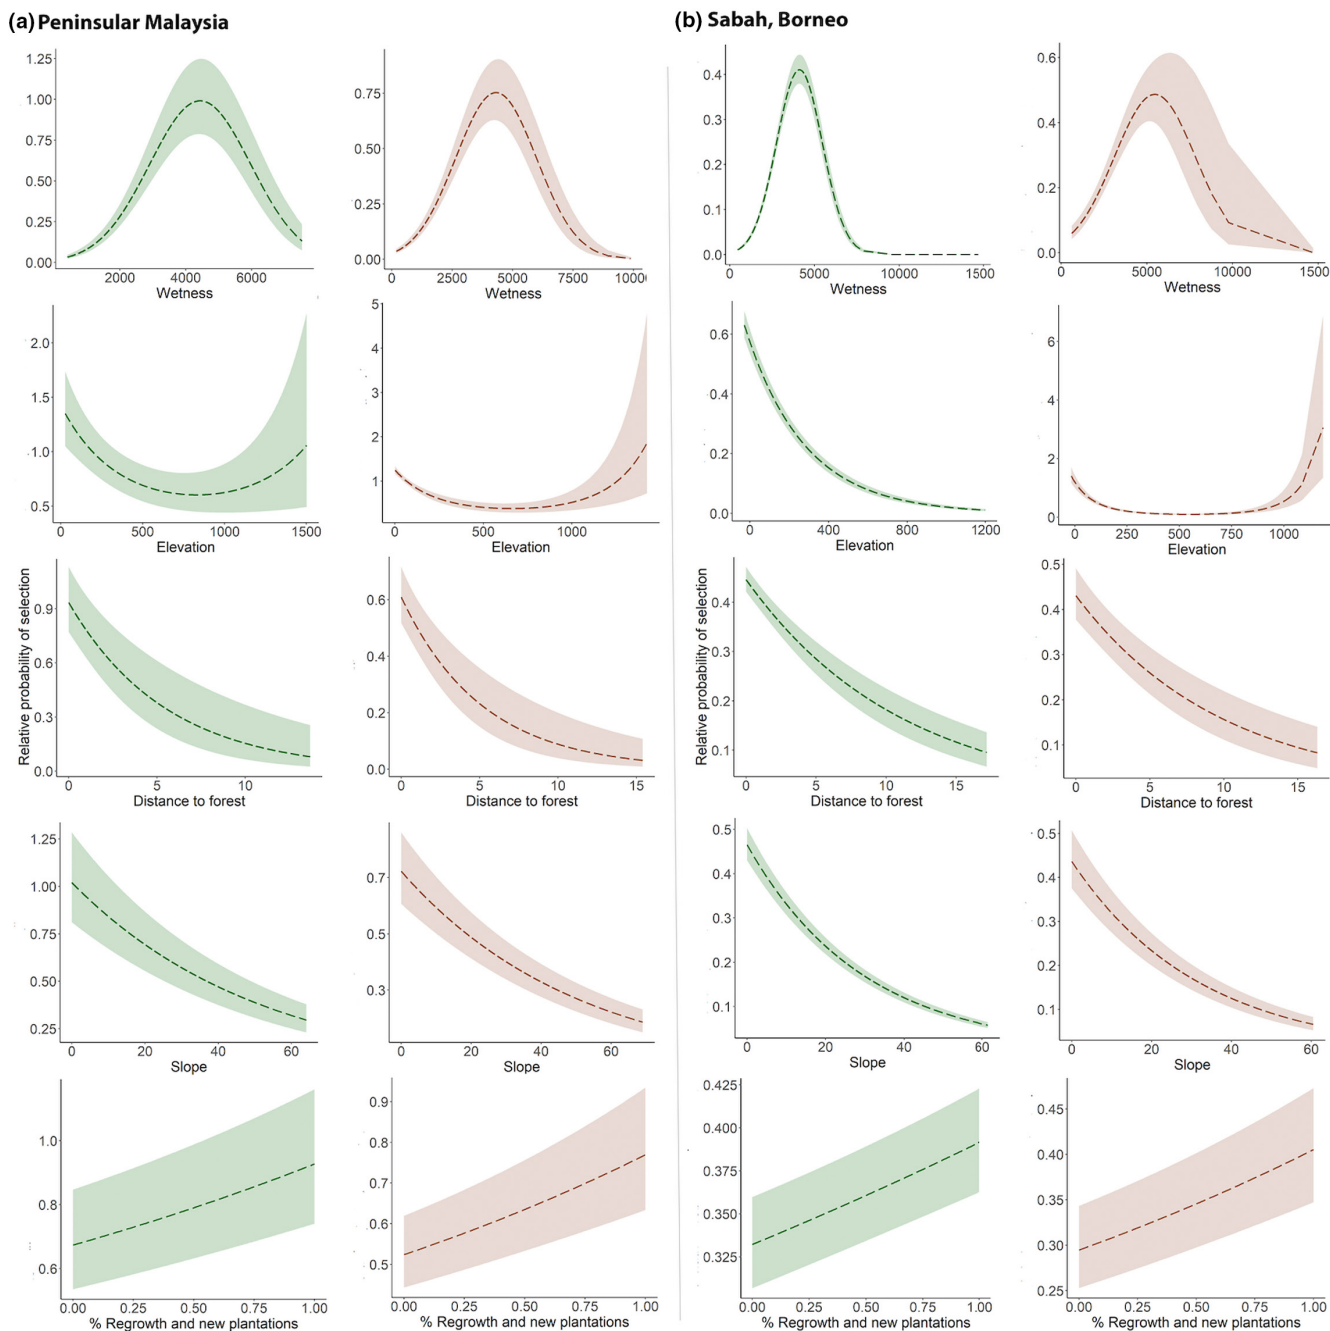 (a) Peninsular Malaysia
(b) Sabah, Borneo
1.25
1.00
0.75
0.50
0.25
0.00
2000 4000 6000
Wetness
0.75
0.50
0.25
0.00
0 2500 5000 7500
Wetness
0.4
0.3
0.2
0.1
0.0
0 5000 10000 1500
Wetness
0.6
0.4
0.2
0.0
0 5000 10000 1500
Wetness
2.0
1.5
1.0
0.5
0 500 1000 1500
Elevation
5
4
3
2
1
0 500 1000
Elevation
0.6
0.4
0.2
0.0
0 400 800 1200
Elevation
6
4
2
0
0 250 500 750 1000
Elevation
Relative probability of selection
0.9
0.6
0.3
0.0
0 5 10
Distance to forest
0.6
0.4
0.2
0.0
0 5 10 15
Distance to forest
Relative probability of selection
0.4
0.3
0.2
0.1
0 5 10 15
Distance to forest
0.5
0.4
0.3
0.2
0.1
0 5 10 15
Distance to forest
1.25
1.00
0.75
0.50
0.25
0 20 40 60
Slope
0.7
0.5
0.3
0 20 40 60
Slope
0.5
0.4
0.3
0.2
0.1
0 20 40 60
Slope
0.5
0.4
0.3
0.2
0.1
0 20 40 60
Slope
1.0
0.8
0.6
0.00 0.25 0.50 0.75 1.00
% Regrowth and new plantations
0.9
0.8
0.7
0.6
0.5
0.00 0.25 0.50 0.75 1.00
% Regrowth and new plantations
0.425
0.400
0.375
0.350
0.325
0.00 0.25 0.50 0.75 1.00
% Regrowth and new plantations
0.45
0.40
0.35
0.30
0.25
0.00 0.25 0.50 0.75 1.00
% Regrowth and new plantations